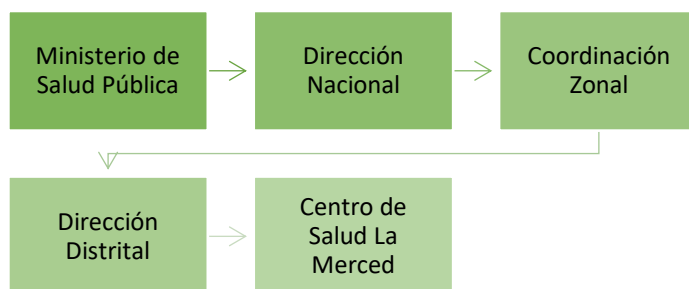 Ministerio de
Salud Pública
Dirección
Nacional
Coordinación
Zonal
Dirección
Distrital
Centro de
Salud La
Merced